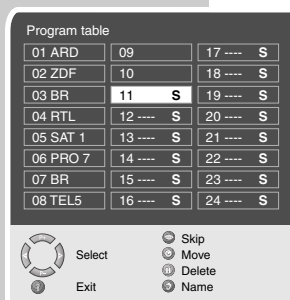 Program table
01 ARD 09 17 ---- S
02 ZDF 10 18 ---- S
03 BR 11 S 19 ---- S
04 RTL 12 ---- S 20 ---- S
05 SAT 1 13 ---- S 21 ---- S
06 PRO 7 14 ---- S 22 ---- S
07 BR 15 ---- S 23 ---- S
08 TEL5 16 ---- S 24 ---- S
Select
Exit
Skip
Move
Delete
Name